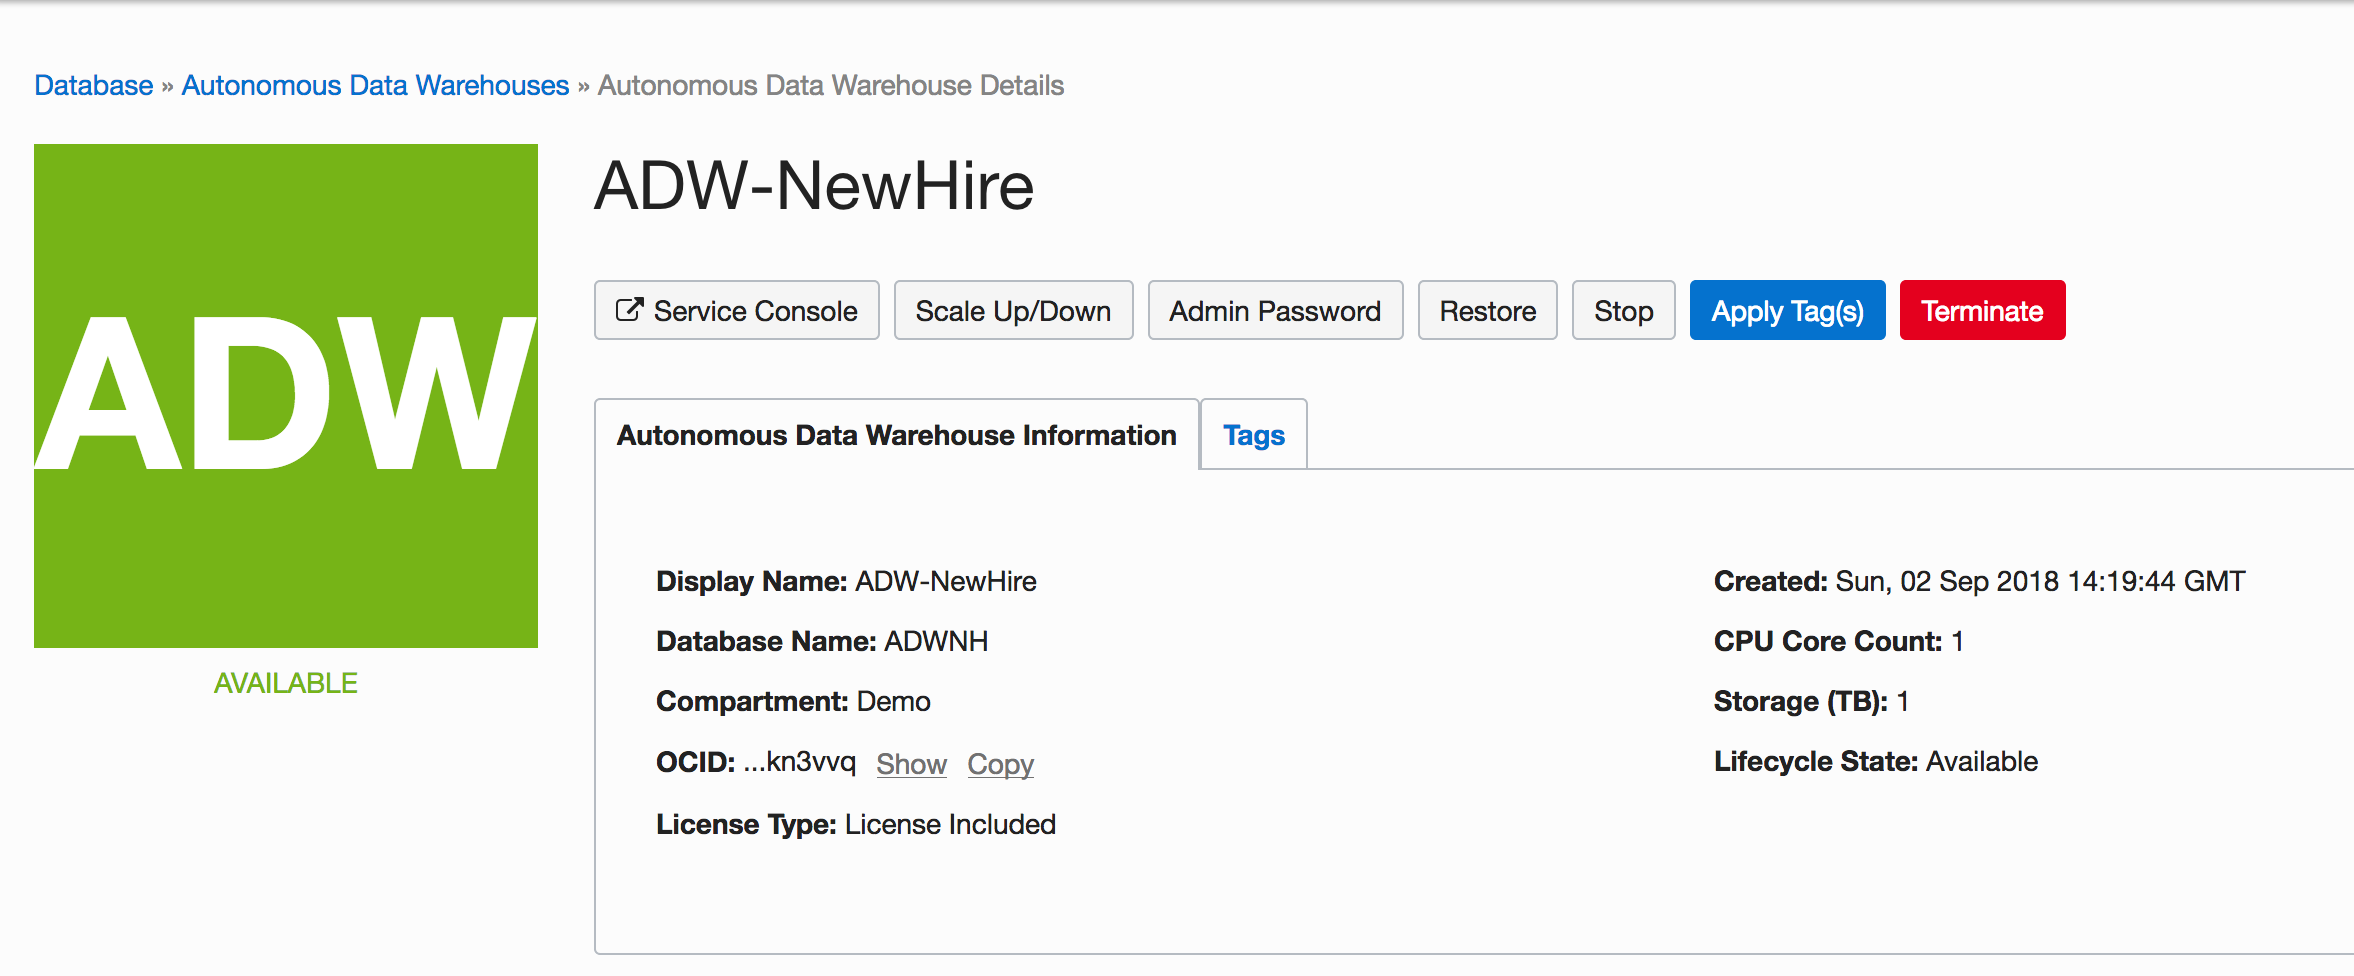 Database » Autonomous Data Warehouses » Autonomous Data Warehouse Details
ADW
AVAILABLE
ADW-NewHire
Service Console Scale Up/Down Admin Password Restore Stop Apply Tag(s) Terminate
Autonomous Data Warehouse Information Tags
Display Name: ADW-NewHire
Database Name: ADWNH
Compartment: Demo
OCID: ...kn3vvq Show Copy
License Type: License Included
Created: Sun, 02 Sep 2018 14:19:44 GMT
CPU Core Count: 1
Storage (TB): 1
Lifecycle State: Available